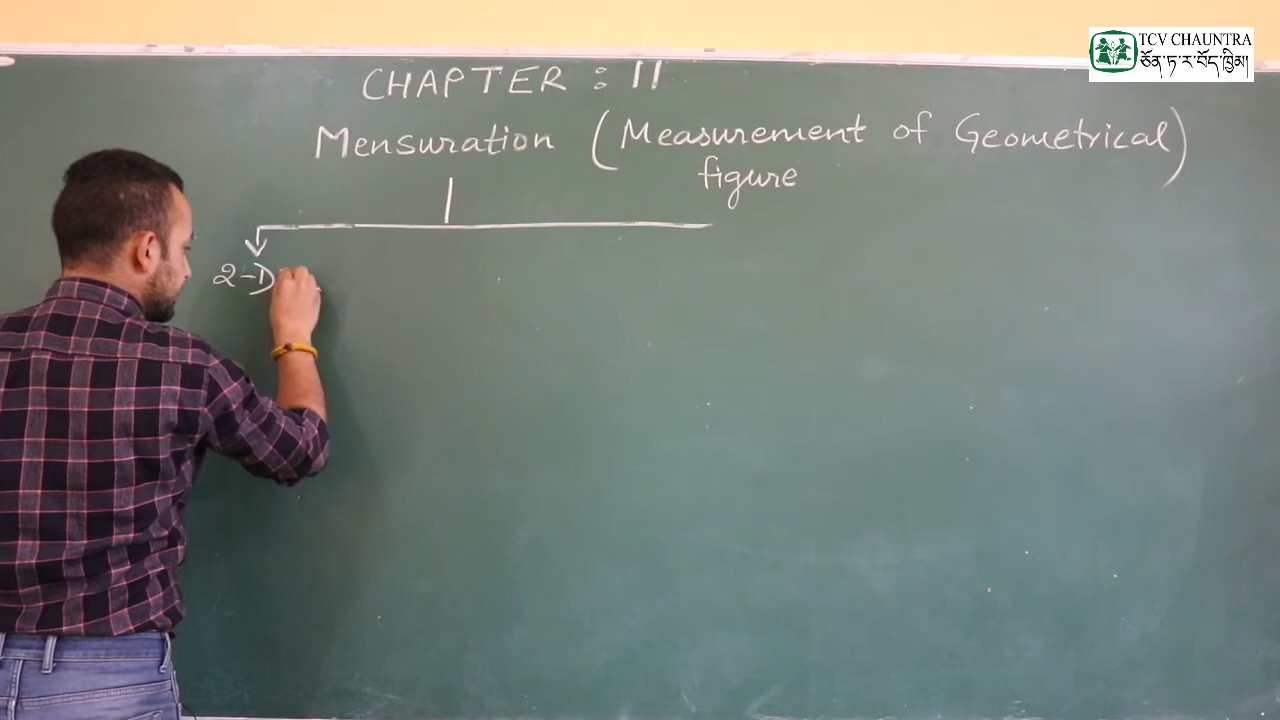 TCV CHAUNTRA
ཅོན་ཏ་ར་བོད་ཁྱིམ།
CHAPTER : 11
Mensuration (Measurement of Geometrical)
figure
2-D